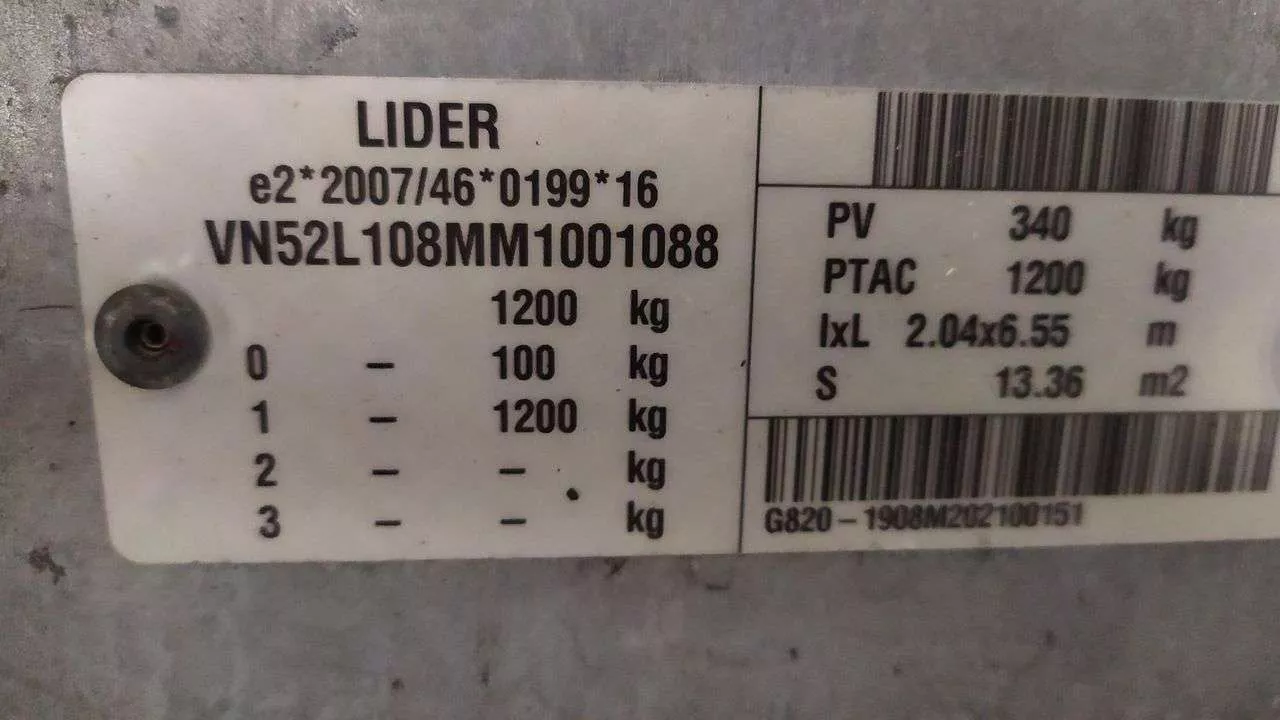 LIDER
e2*2007/46*0199*16
VN52L108MM1001088
1200 kg
0 - 100 kg
1 - 1200 kg
2 - - kg
3 - - kg
PV 340 kg
PTAC 1200 kg
lxL 2.04x6.55 m
S 13.36 m2
G820-1908M202100151